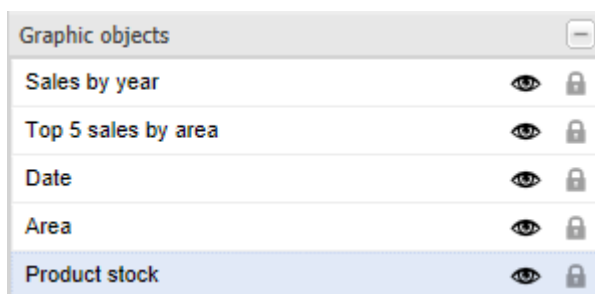 Graphic objects
Sales by year
Top 5 sales by area
Date
Area
Product stock